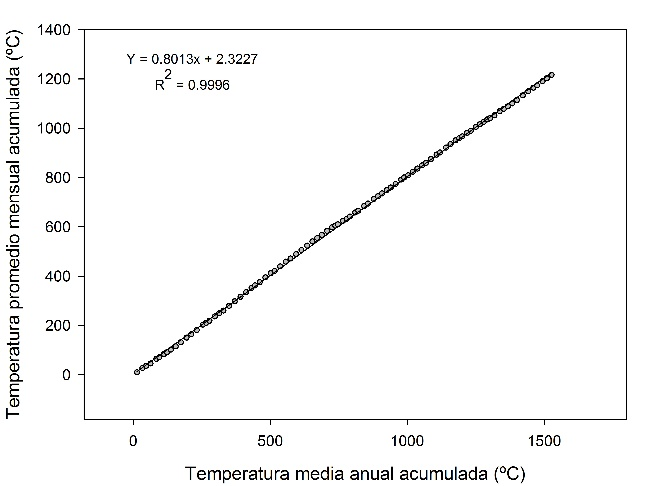 Y = 0.8013x + 2.3227
R2 = 0.9996
Temperatura promedio mensual acumulada (ºC)
1400
1200
1000
800
600
400
200
0
0 500 1000 1500
Temperatura media anual acumulada (ºC)